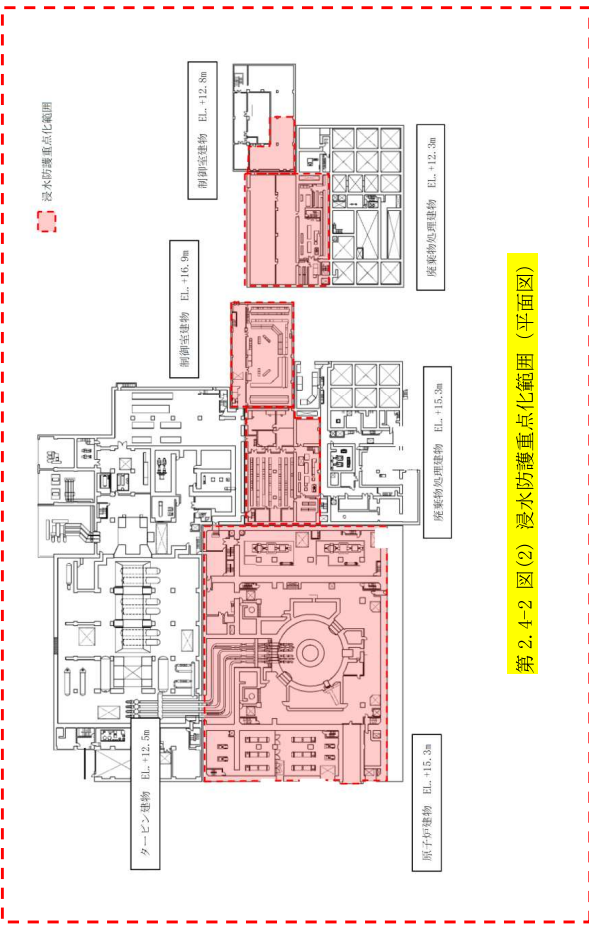 浸水防護重点化範囲
制御室建物 EL.+12.8m
廃棄物処理建物 EL.+12.3m
制御室建物 EL.+16.9m
廃棄物処理建物 EL.+15.3m
タービン建物 EL.+12.5m
原子炉建物 EL.+15.3m
第 2.4-2 図(2) 浸水防護重点化範囲 (平面図)